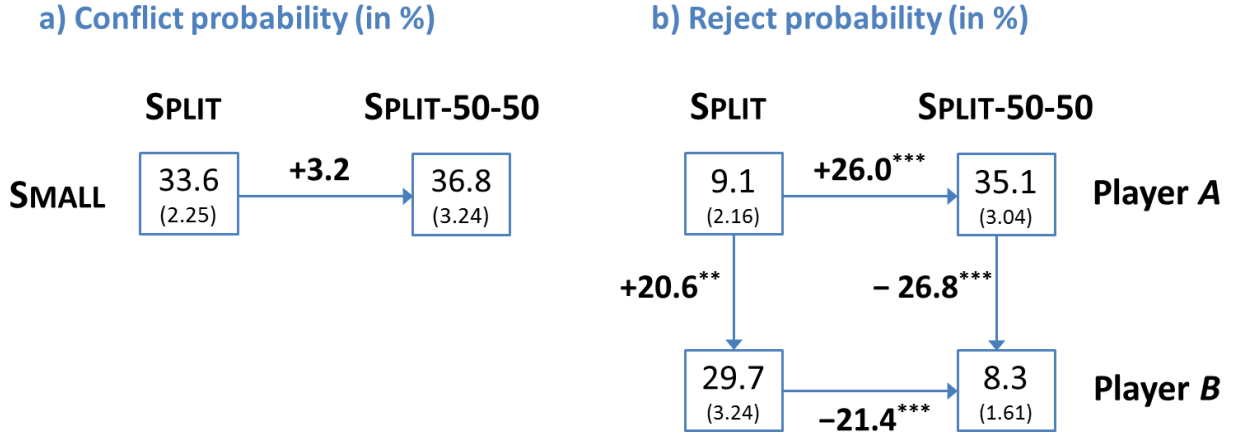 a) Conflict probability (in %)
b) Reject probability (in %)
SPLIT SPLIT-50-50
SPLIT SPLIT-50-50
SMALL
33.6
(2.25)
+3.2
36.8
(3.24)
9.1
(2.16)
+26.0***
35.1
(3.04)
Player A
+20.6**
− 26.8***
29.7
(3.24)
−21.4***
8.3
(1.61)
Player B